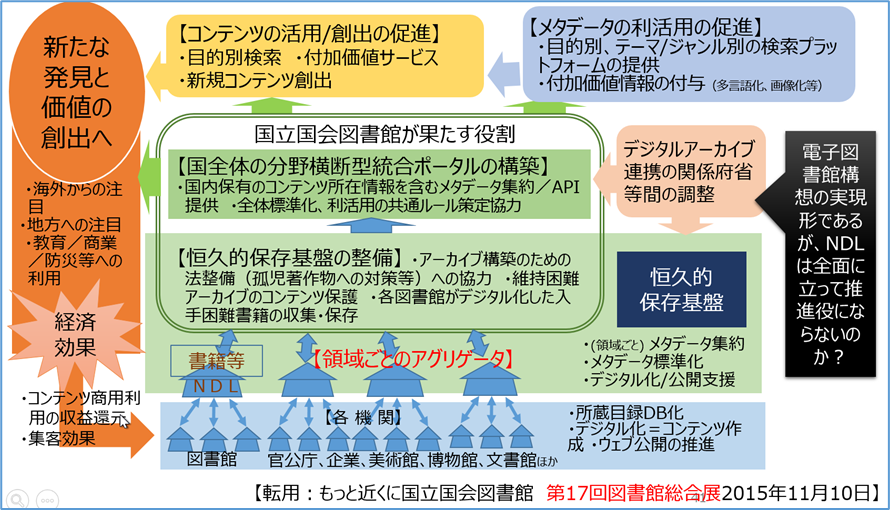 新たな
発見と
価値の
創出へ
・海外からの注
目
・地方への注目
・教育／商業
／防災等への
利用
経済
効果
・コンテンツ商用利
用の収益還示
・集客効果
【コンテンツの活用/創出の促進】
・目的別検索　・付加価値サービス
・新規コンテンツ創出
【メタデータの利活用の促進】
・目的別、テーマ/ジャンル別の検索プラッ
トフォームの提供
・付加価値情報の付与（多言語化、画像化等）
国立国会図書館が果たす役割
【国全体の分野横断型統合ポータルの構築】
・国内保有のコンテンツ所在情報を含むメタデータ集約／API
提供　・全体標準化、利活用の共通ルール策定協力
デジタルアーカイブ
連携の関係府省
等間の調整
電子図
書館構
想の実現
形である
が、NDL
は全面に
立って推
進役にな
らないの
か？
【恒久的保存基盤の整備】・アーカイブ構築のための
法整備（孤児著作物への対策等）への協力　・維持困難
アーカイブのコンテンツ保護　・各図書館がデジタル化した入
手困難書籍の収集・保存
恒久的
保存基盤
・(領域ごと) メタデータ集約
・メタデータ標準化
・デジタル化/公開支援
書籍等
ＮＤＬ
【領域ごとのアグリゲータ】
【各 機 関】
図書館
官公庁、企業、美術館、博物館、文書館ほか
・所蔵目録DB化
・デジタル化＝コンテンツ作
成 ・ウェブ公開の推進
【転用：もっと近くに国立国会図書館　第17回図書館総合展2015年11月10日】